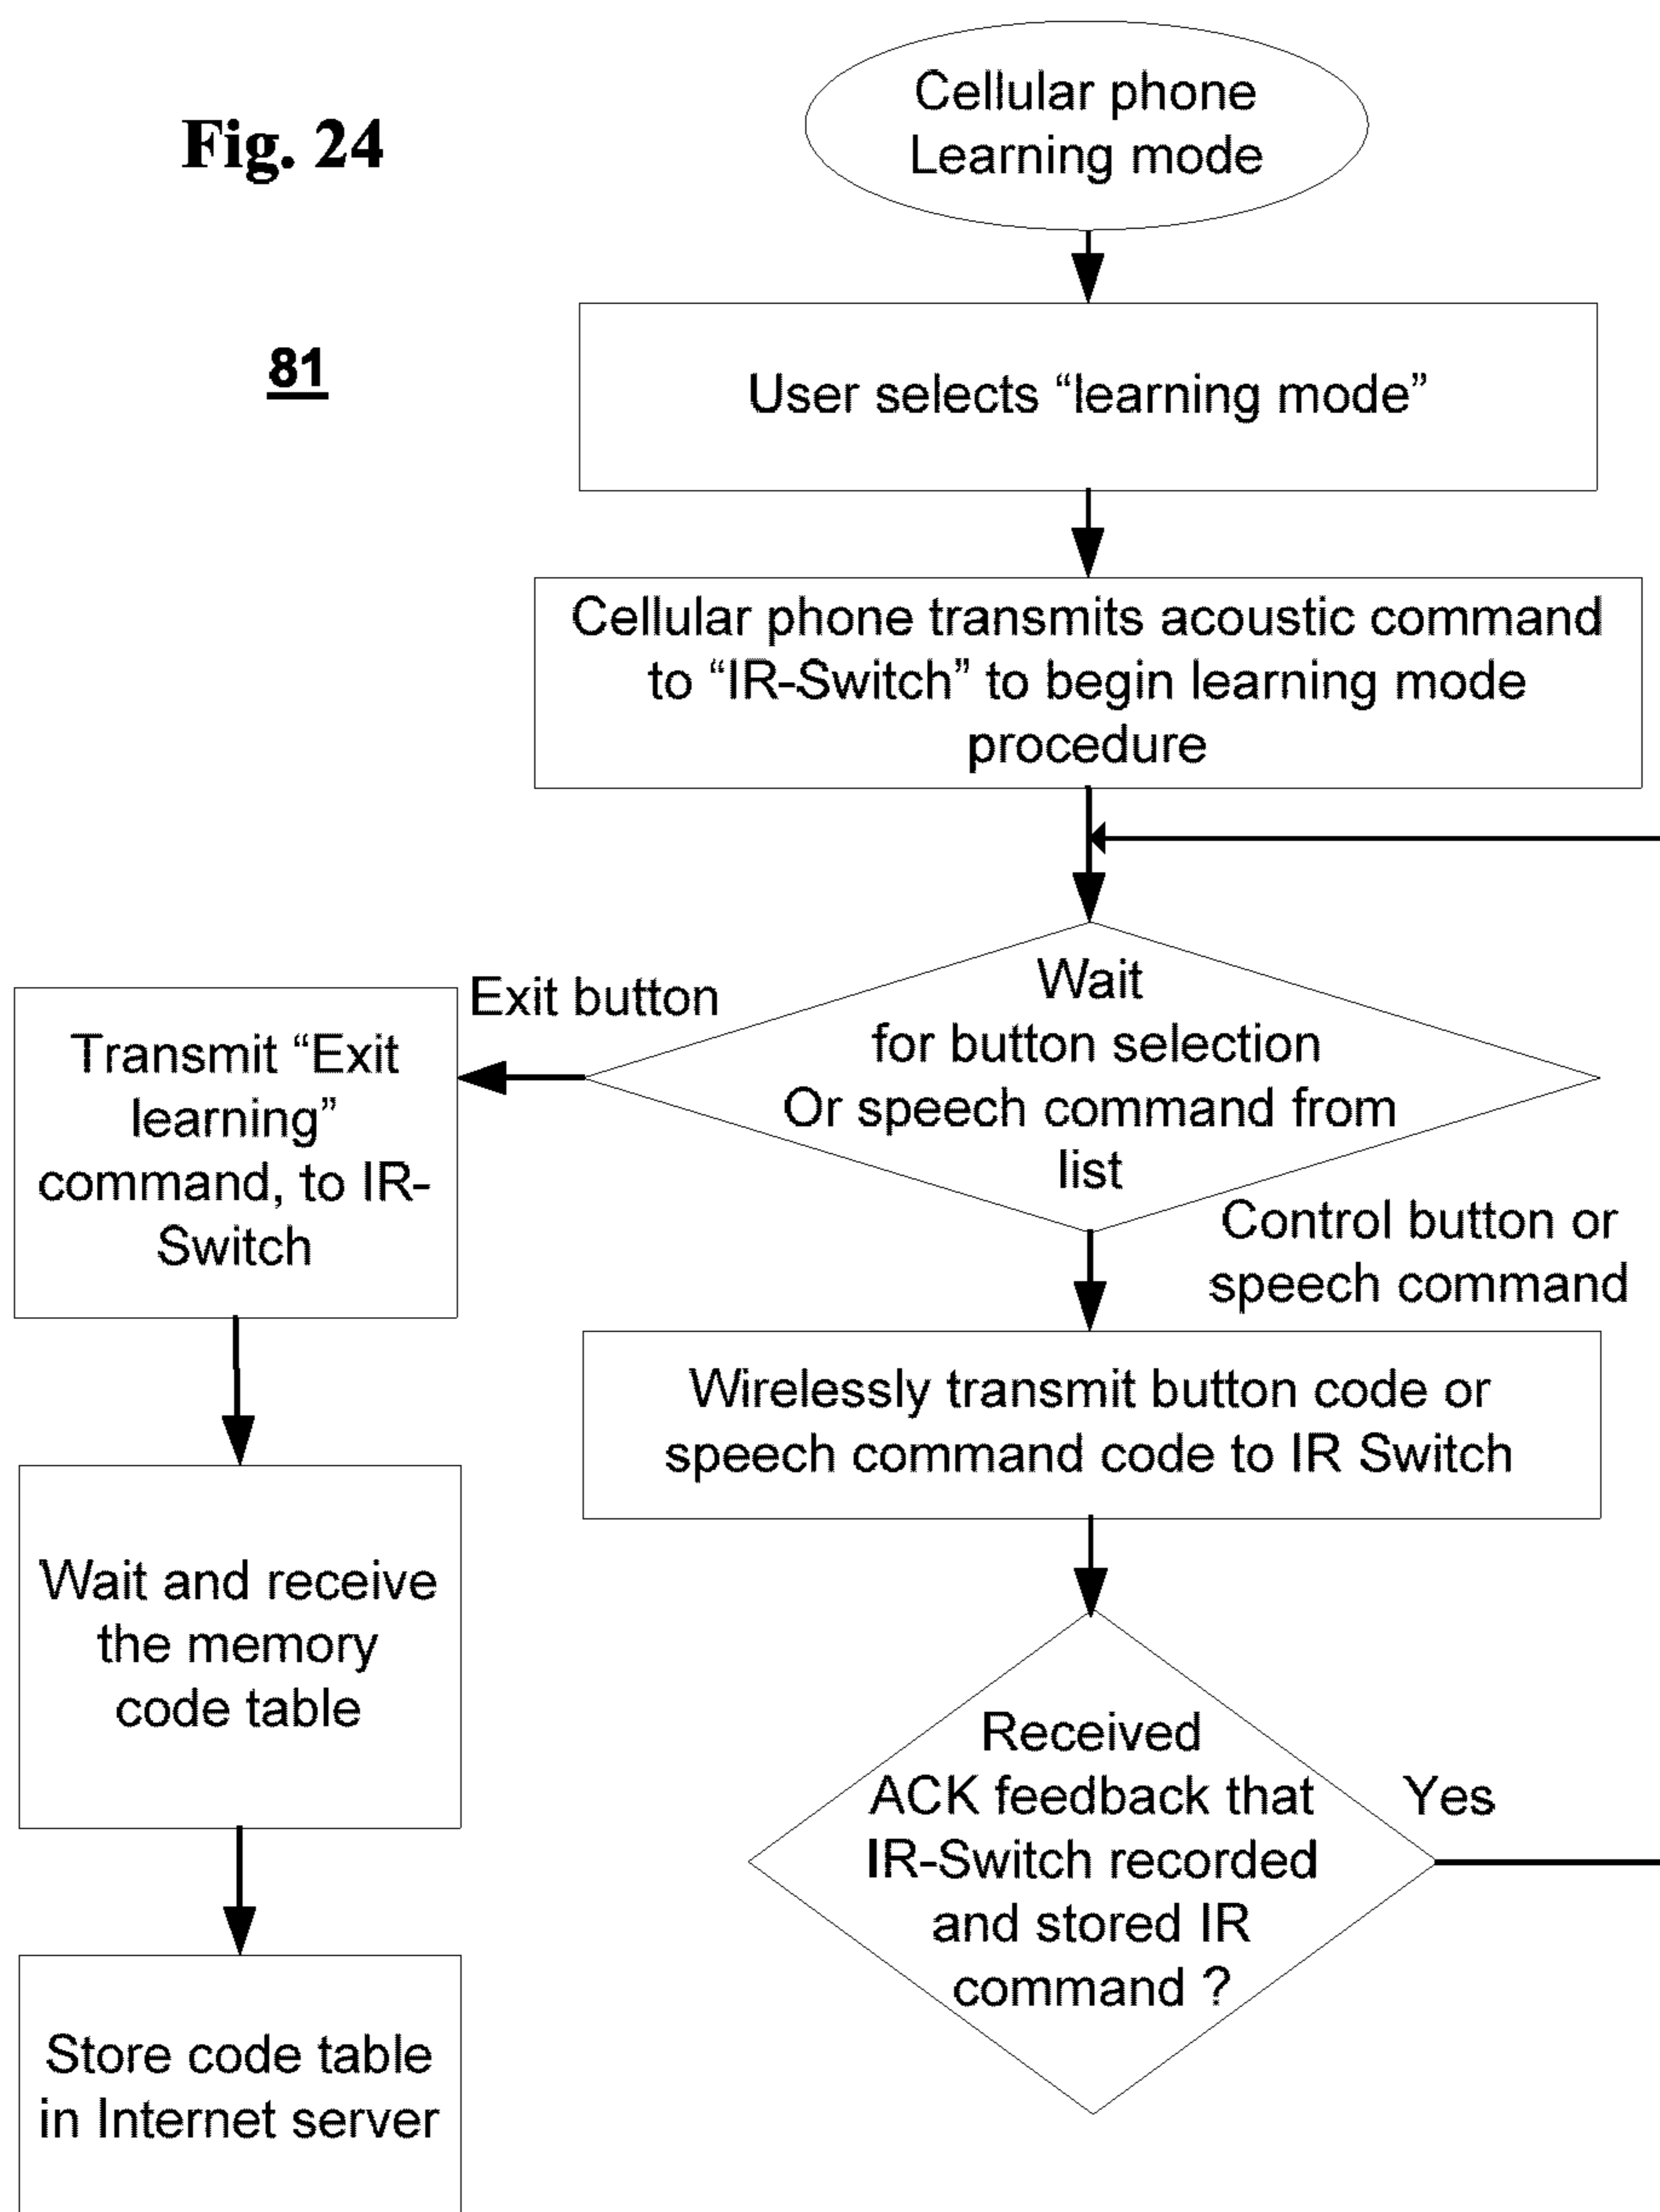 Fig. 24
81
Cellular phone
Learning mode
User selects “learning mode”
Cellular phone transmits acoustic command
to “IR-Switch” to begin learning mode
procedure
Wait
for button selection
Or speech command from
list
Exit button
Transmit “Exit
learning”
command, to IR-
Switch
Wait and receive
the memory
code table
Store code table
in Internet server
Control button or
speech command
Wirelessly transmit button code or
speech command code to IR Switch
Received
ACK feedback that
IR-Switch recorded
and stored IR
command ?
Yes